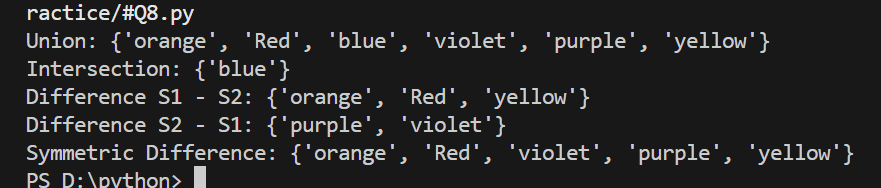 ractice/#Q8.py
Union: {'orange', 'Red', 'blue', 'violet', 'purple', 'yellow'}
Intersection: {'blue'}
Difference S1 - S2: {'orange', 'Red', 'yellow'}
Difference S2 - S1: {'purple', 'violet'}
Symmetric Difference: {'orange', 'Red', 'violet', 'purple', 'yellow'}
PS D:\python>